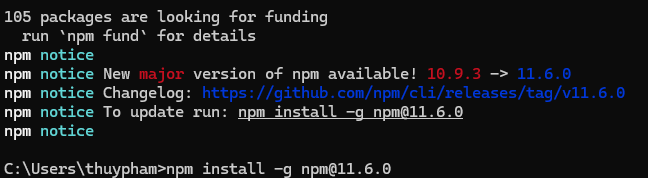 105 packages are looking for funding
run `npm fund` for details
npm notice
npm notice New major version of npm available! 10.9.3 -> 11.6.0
npm notice Changelog: https://github.com/npm/cli/releases/tag/v11.6.0
npm notice To update run: npm install -g npm@11.6.0
npm notice
C:\Users\thuypham>npm install -g npm@11.6.0